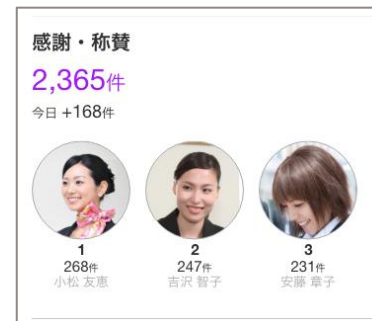 感謝・称賛
2,365件
今日 +168件
1 2 3
268件 247件 231件
小松 友恵 吉沢 智子 安藤 章子